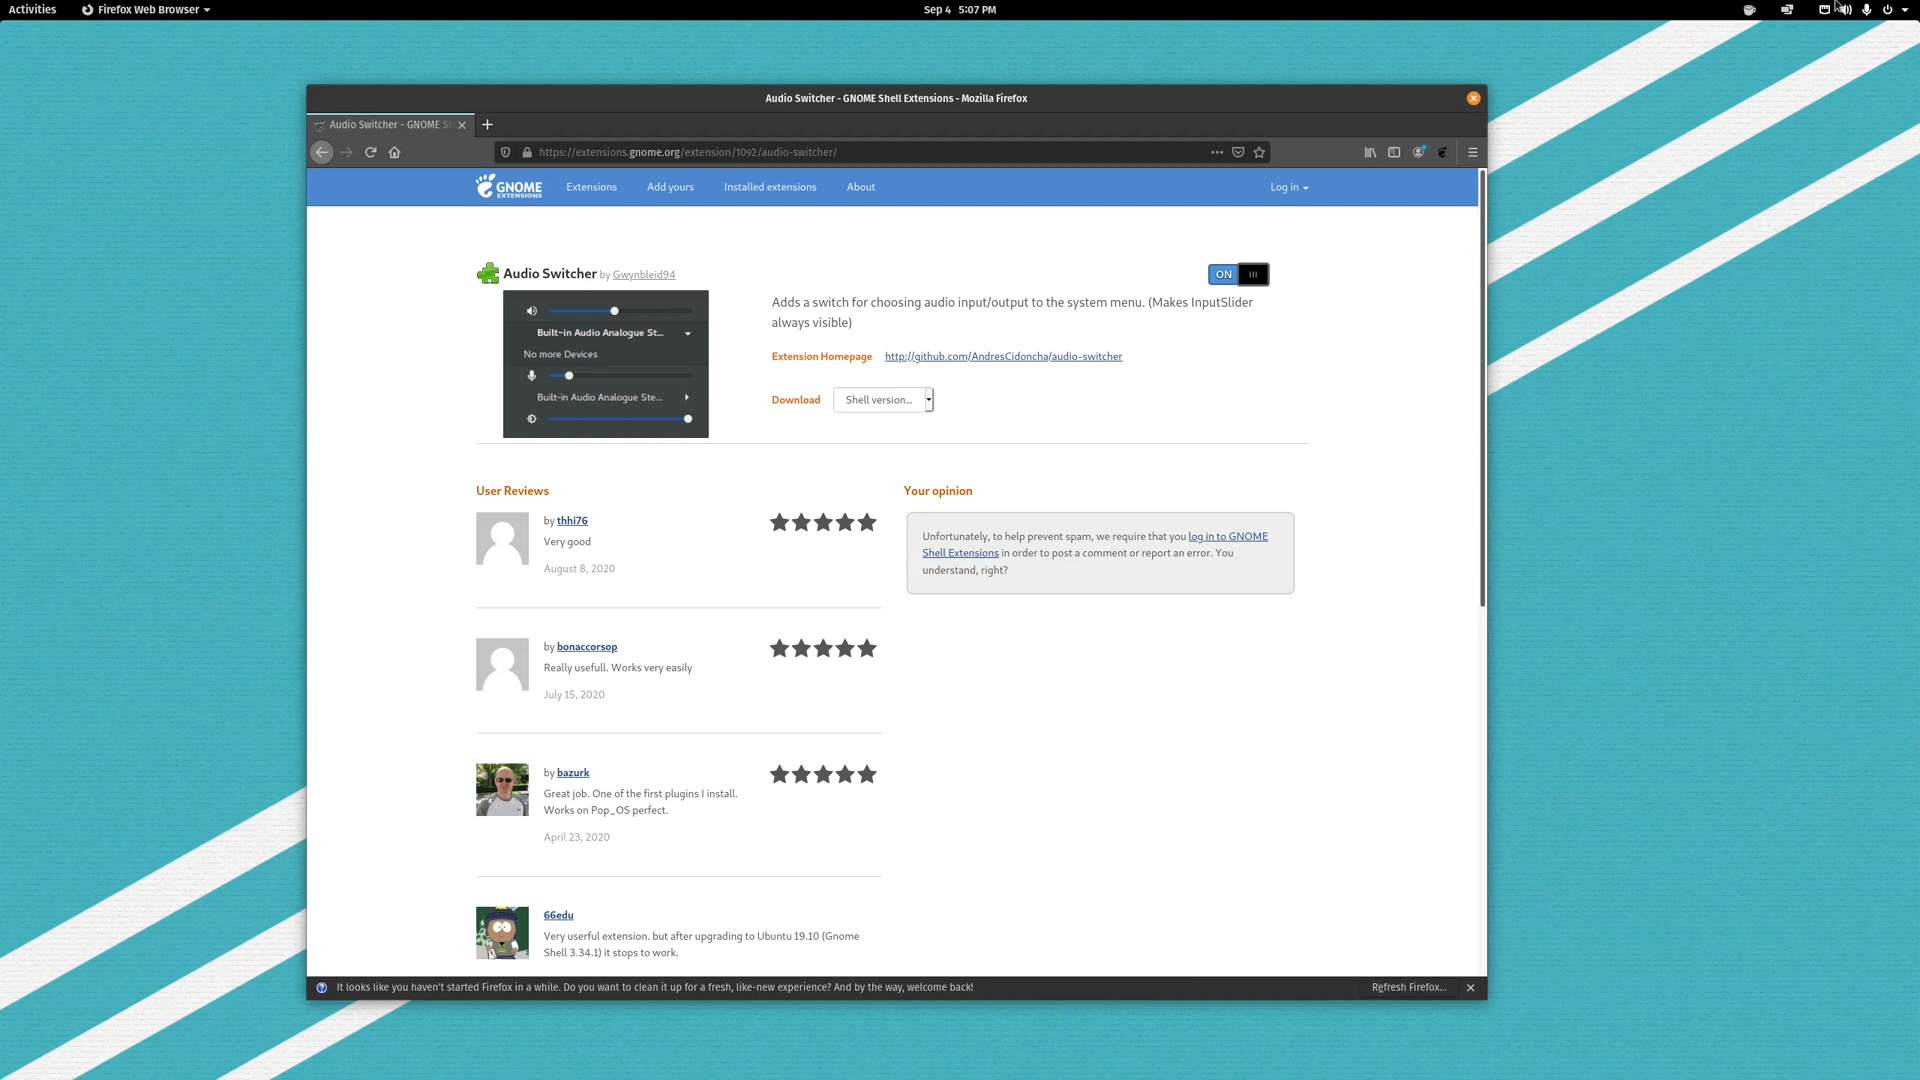 Activities
Firefox Web Browser
Sep 4 5:07 PM
Audio Switcher - GNOME Shell Extensions - Mozilla Firefox
Audio Switcher - GNOME S
https://extensions.gnome.org/extension/1092/audio-switcher/
GNOME
EXTENSIONS
Extensions
Add yours
Installed extensions
About
Log in
Audio Switcher by Gwynbleid94
ON
Built-in Audio Analogue St...
No more Devices
Built-in Audio Analogue Ste...
Adds a switch for choosing audio input/output to the system menu. (Makes InputSlider
always visible)
Extension Homepage http://github.com/AndresCidoncha/audio-switcher
Download Shell version...
User Reviews
by thhi76
Very good
August 8, 2020
by bonaccorsop
Really usefull. Works very easily
July 15, 2020
by bazurk
Great job. One of the first plugins I install.
Works on Pop_OS perfect.
April 23, 2020
66edu
Very userful extension. but after upgrading to Ubuntu 19.10 (Gnome
Shell 3.34.1) it stops to work.
Your opinion
Unfortunately, to help prevent spam, we require that you log in to GNOME
Shell Extensions in order to post a comment or report an error. You
understand, right?
It looks like you haven't started Firefox in a while. Do you want to clean it up for a fresh, like-new experience? And by the way, welcome back!
Refresh Firefox...